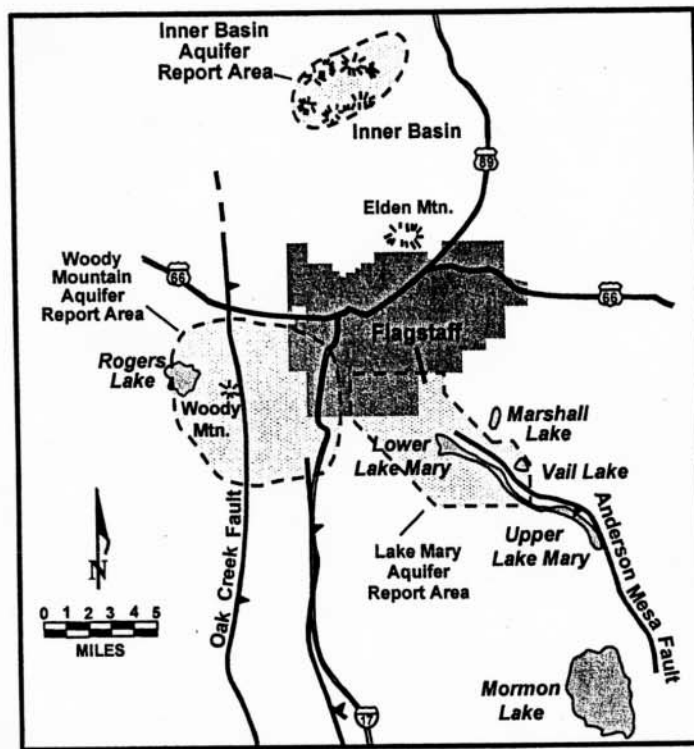 Inner Basin
Aquifer
Report Area
Inner Basin
89
Elden Mtn.
Woody
Mountain
Aquifer
Report Area
66
66
Flagstaff
Rogers
Lake
Woody
Mtn.
Marshall
Lake
Lower
Lake Mary
Vail Lake
Oak Creek Fault
Anderson Mesa Fault
Upper
Lake Mary
Lake Mary
Aquifer
Report Area
N
0 1 2 3 4 5
MILES
Mormon
Lake
17